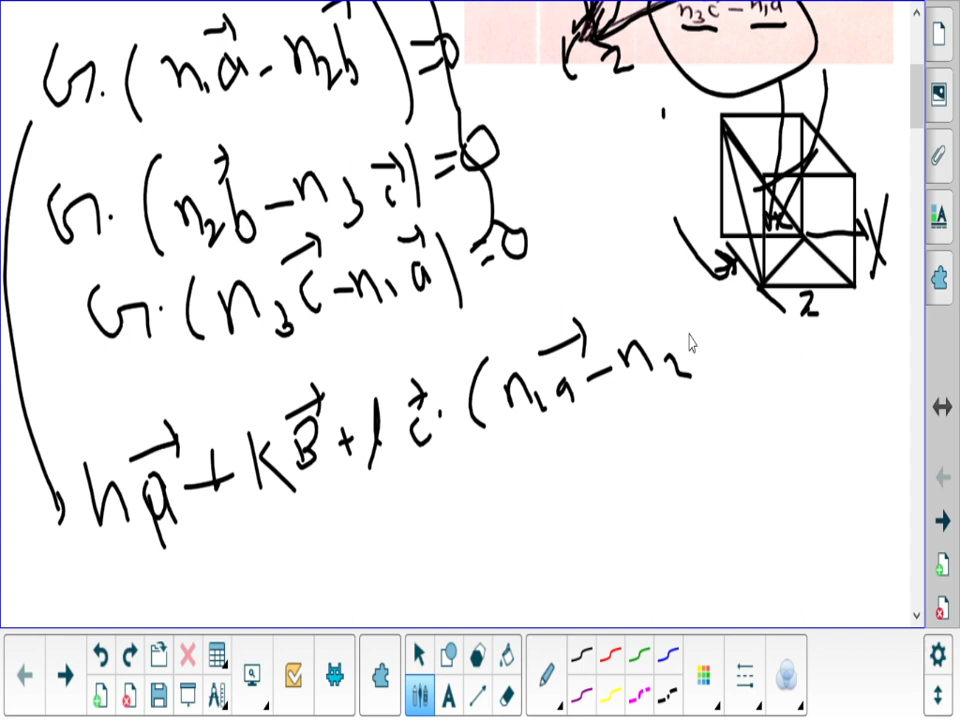 G. (n₁a⃗ - n₂b⃗) = 0
G. (n₂b⃗ - n₃c⃗) = 0
G. (n₃c⃗ - n₁a⃗) = 0
ha⃗ + kB⃗ + lc⃗. (n₁a⃗ - n₂
n₃c⃗ - n₁a
2
2
A